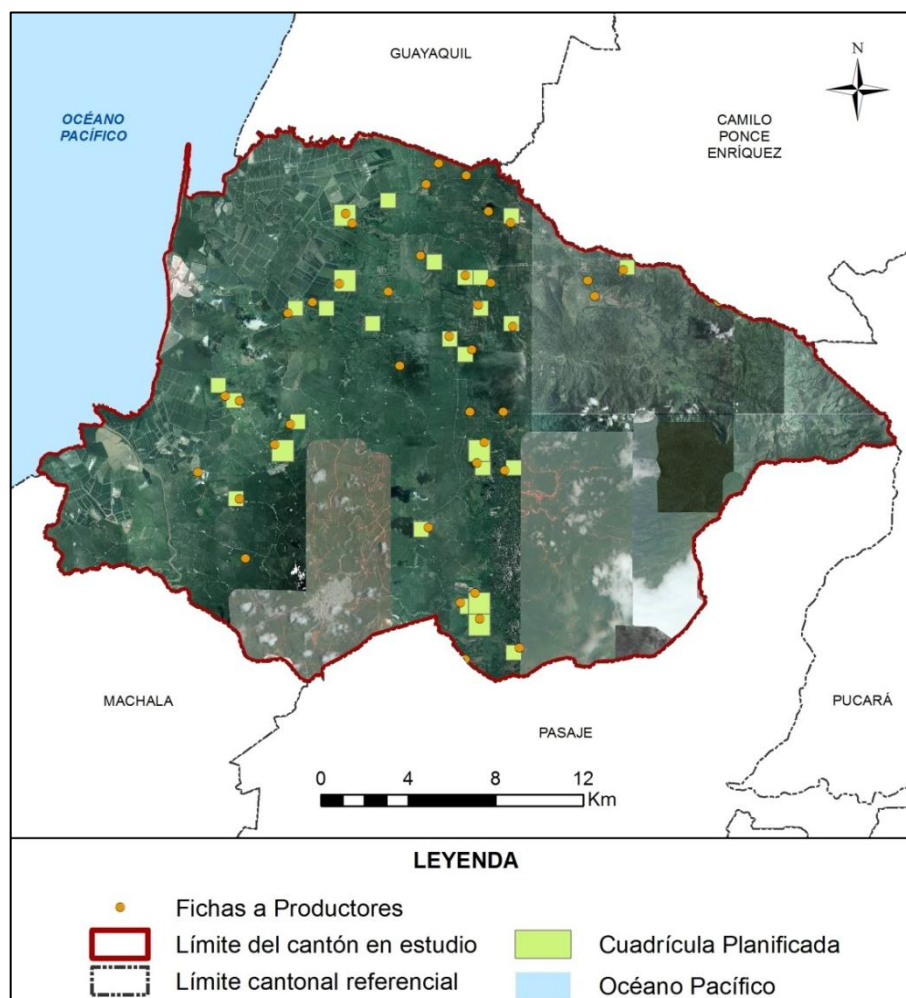 GUAYAQUIL
N
OCÉANO
PACÍFICO
CAMILO
PONCE
ENRÍQUEZ
MACHALA
PUCARÁ
PASAJE
0 4 8 12
Km
LEYENDA
Fichas a Productores
Límite del cantón en estudio
Cuadrícula Planificada
Límite cantonal referencial
Océano Pacífico